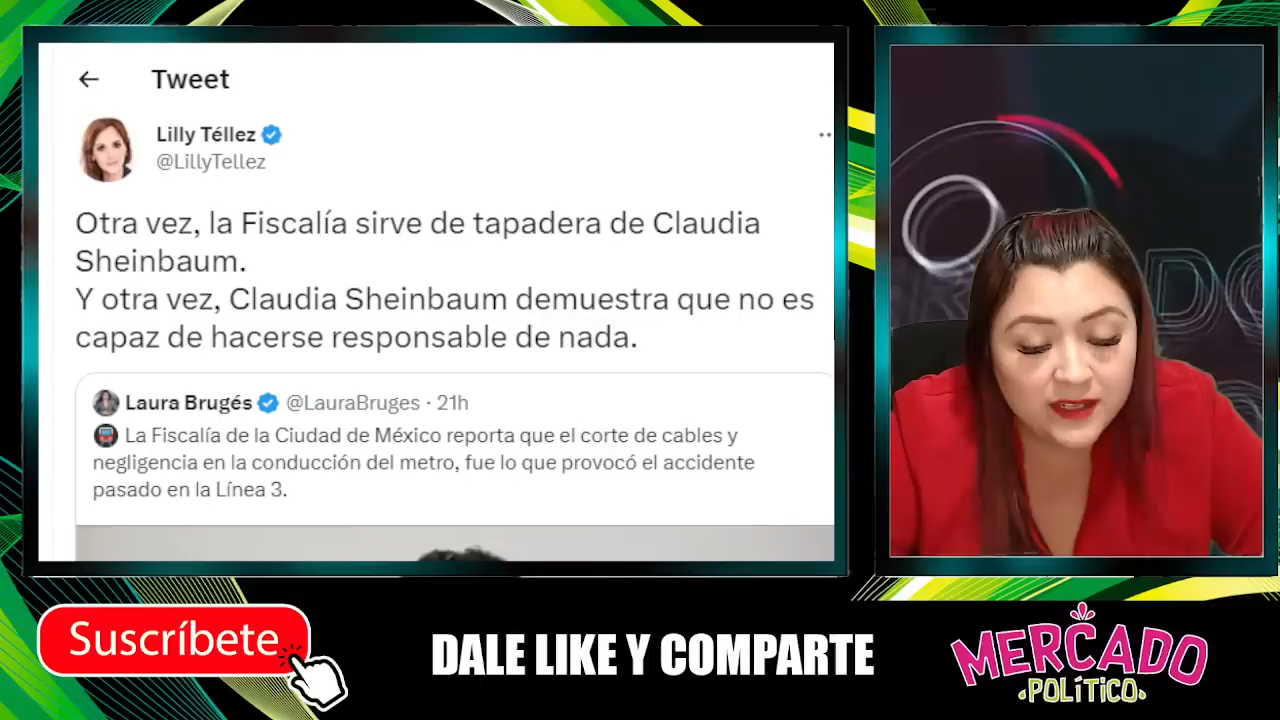 Tweet
Lilly Téllez
@LillyTellez
Otra vez, la Fiscalía sirve de tapadera de Claudia
Sheinbaum.
Y otra vez, Claudia Sheinbaum demuestra que no es
capaz de hacerse responsable de nada.
Laura Brugés @LauraBruges · 21h
La Fiscalía de la Ciudad de México reporta que el corte de cables y
negligencia en la conducción del metro, fue lo que provocó el accidente
pasado en la Línea 3.
Suscríbete
DALE LIKE Y COMPARTE
MERCADO
POLÍTICO